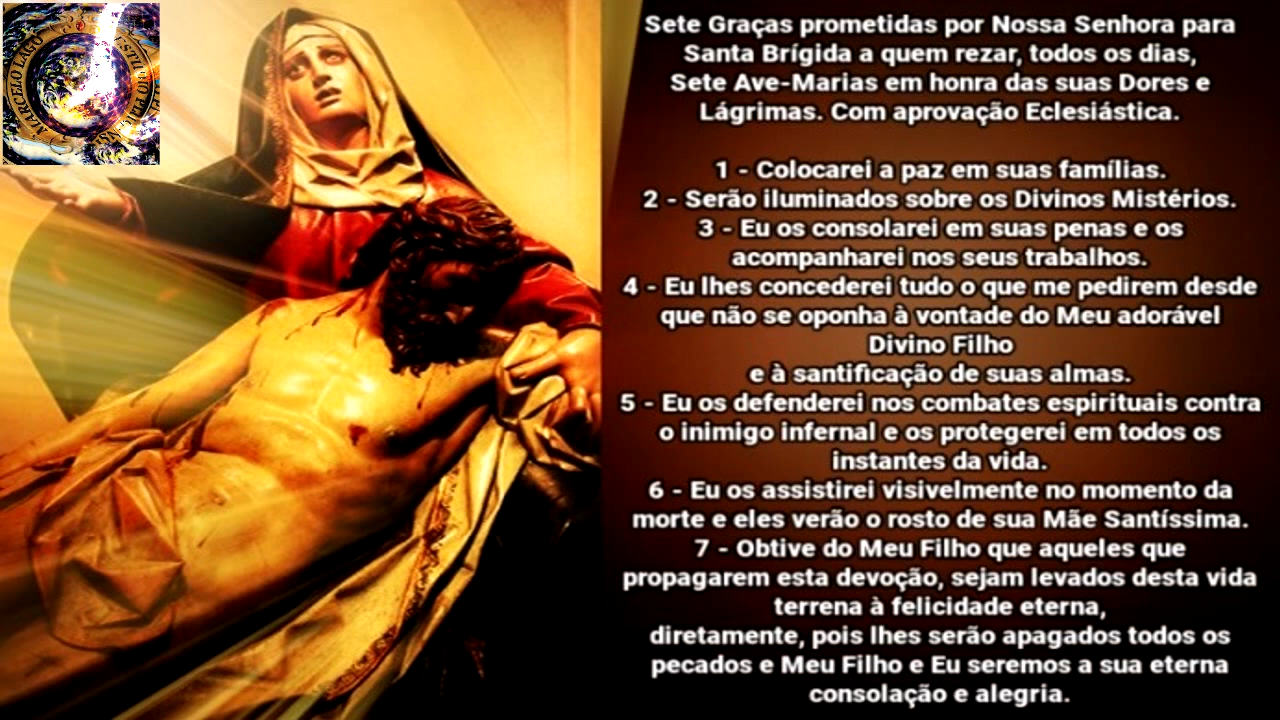 MARCELO LAGO
Sete Graças prometidas por Nossa Senhora para
Santa Brígida a quem rezar, todos os dias,
Sete Ave-Marias em honra das suas Dores e
Lágrimas. Com aprovação Eclesiástica.
1 - Colocarei a paz em suas famílias.
2 - Serão iluminados sobre os Divinos Mistérios.
3 - Eu os consolarei em suas penas e os
acompanharei nos seus trabalhos.
4 - Eu lhes concederei tudo o que me pedirem desde
que não se oponha à vontade do Meu adorável
Divino Filho
e à santificação de suas almas.
5 - Eu os defenderei nos combates espirituais contra
o inimigo infernal e os protegerei em todos os
instantes da vida.
6 - Eu os assistirei visivelmente no momento da
morte e eles verão o rosto de sua Mãe Santíssima.
7 - Obtive do Meu Filho que aqueles que
propagarem esta devoção, sejam levados desta vida
terrena à felicidade eterna,
diretamente, pois lhes serão apagados todos os
pecados e Meu Filho e Eu seremos a sua eterna
consolação e alegria.